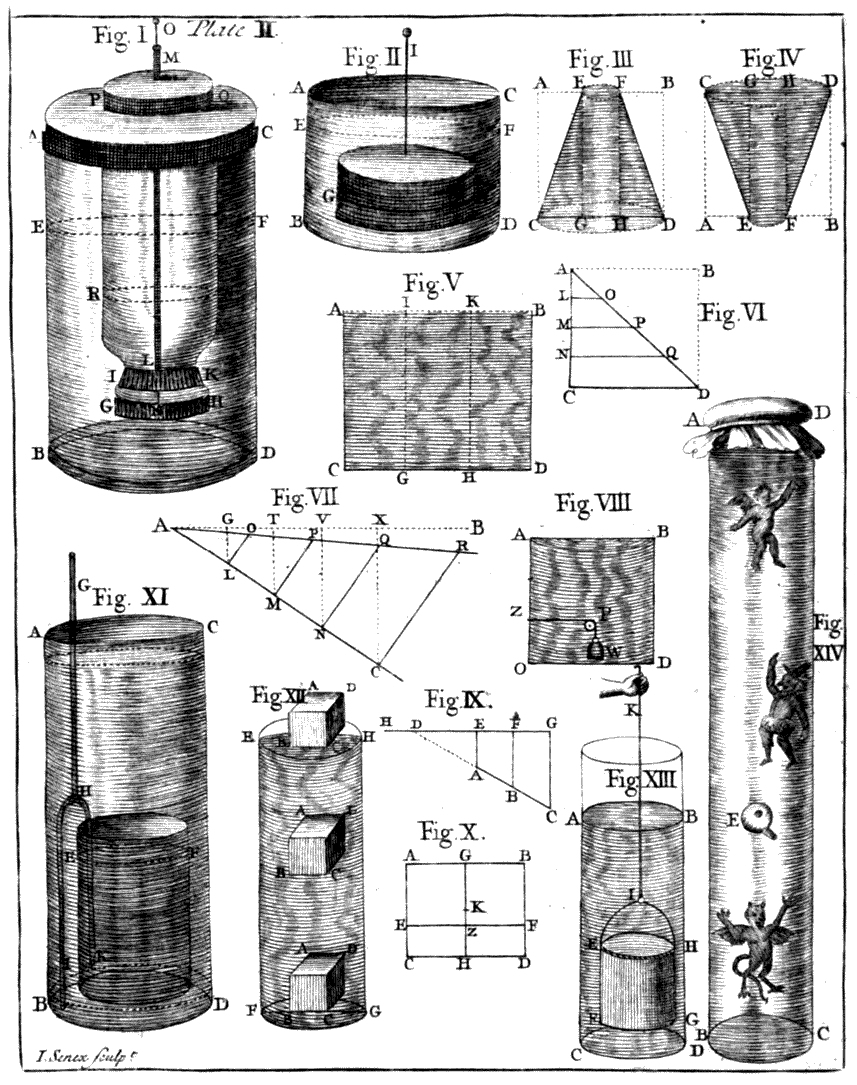 Fig. I
O
Plate II.
M
P
Q
A
C
E
F
R
L
I
K
G
H
B
D
Fig. II
I
A
C
E
F
G
B
D
Fig. III
A E F B
C G H D
Fig. IV
C G H D
A E F B
Fig. V
A I K B
C G H D
Fig. VI
A B
L O
M P
N Q
C D
Fig. VII
A G O T P V X Q B
R
L
M
N
C
Fig. VIII
A B
Z P
W
O D
Fig. IX.
H D E F G
A
B
C
Fig. X.
A G B
K
E Z F
C H D
Fig. XI
G
A C
H
E F
I K
B D
Fig. XII
A D
E B H
A
B C
A D
B C
F G
Fig. XIII
K
A B
I
E H
F G
C D
Fig. XIV
A D
E
B C
I. Senex sculpt.